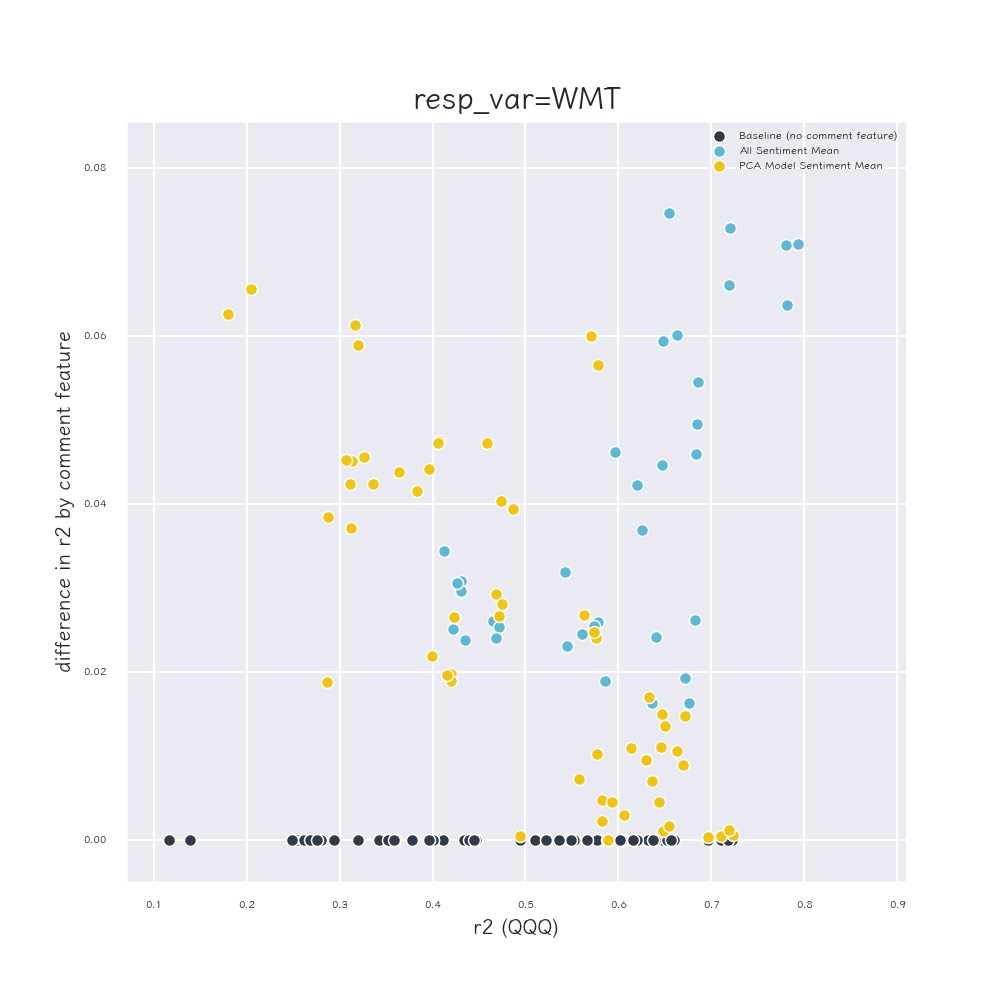 resp_var=WMT
Baseline (no comment feature)
All Sentiment Mean
PCA Model Sentiment Mean
difference in r2 by comment feature
0.08
0.06
0.04
0.02
0.00
0.1 0.2 0.3 0.4 0.5 0.6 0.7 0.8 0.9
r2 (QQQ)